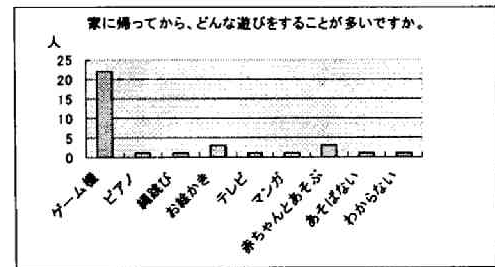 家に帰ってから、どんな遊びをすることが多いですか。
人
25
20
15
10
5
0
ゲーム機
ピアノ
縄跳び
お絵かき
テレビ
マンガ
赤ちゃんとあそぶ
あそばない
わからない